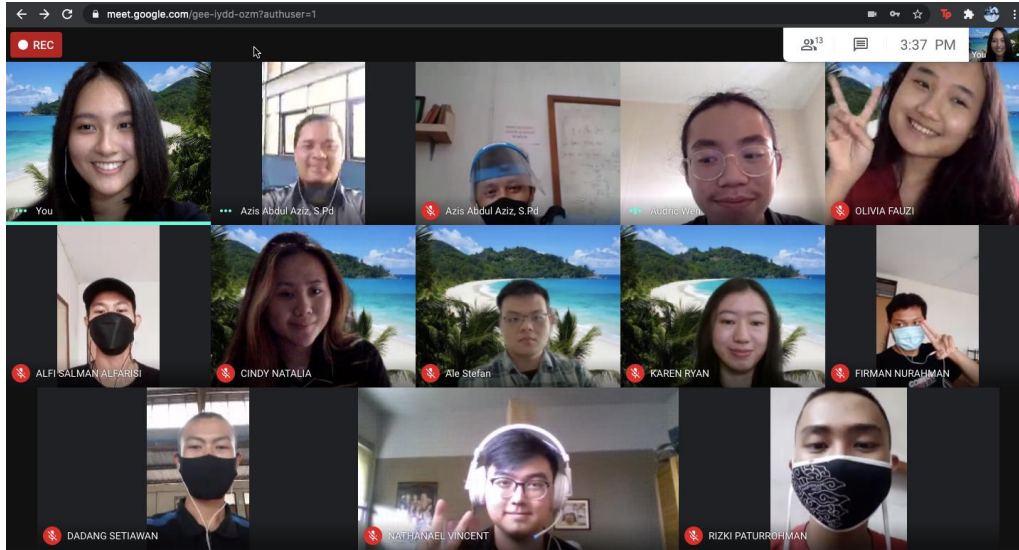 meet.google.com/gee-iydd-ozm?authuser=1
REC
13
3:37 PM
You
You
Azis Abdul Aziz, S.Pd
Azis Abdul Aziz, S.Pd
Audric Wen
OLIVIA FAUZI
ALFI SALMAN ALFARISI
CINDY NATALIA
Ale Stefan
KAREN RYAN
FIRMAN NURAHMAN
DADANG SETIAWAN
NATHANAEL VINCENT
RIZKI PATURROHMAN